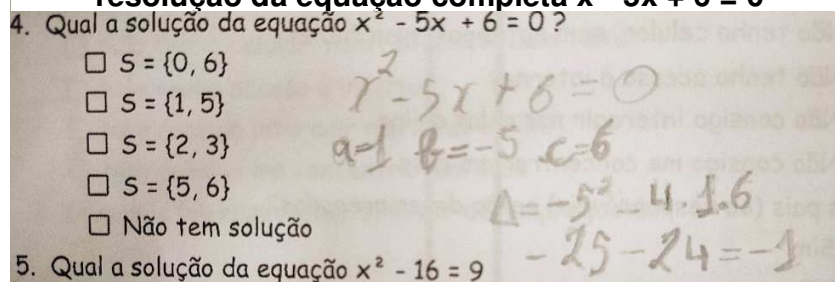 resolução da equação completa x² 5x + 6 = 0
4. Qual a solução da equação x² - 5x + 6 = 0 ?
☐ S = {0, 6}
☐ S = {1, 5}
☐ S = {2, 3}
☐ S = {5, 6}
☐ Não tem solução
x² - 5x + 6 = 0
a=1 b=-5 c=6
Δ = -5² - 4.1.6
- 25 - 24 = -1
5. Qual a solução da equação x² - 16 = 9